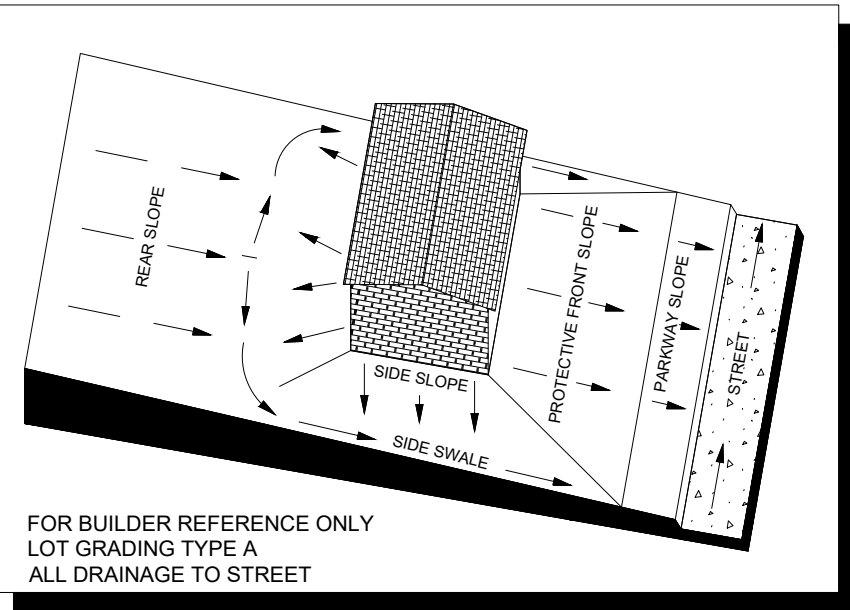 REAR SLOPE
SIDE SLOPE
SIDE SWALE
PROTECTIVE FRONT SLOPE
PARKWAY SLOPE
STREET
FOR BUILDER REFERENCE ONLY
LOT GRADING TYPE A
ALL DRAINAGE TO STREET